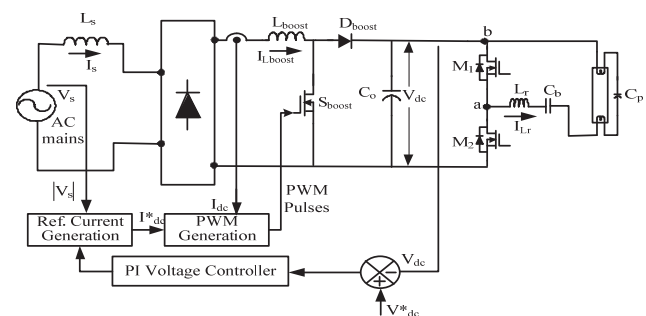 Ls
Is
Lboost
Dboost
ILboost
b
Vs
AC
mains
Sboost
Co
Vdc
M1
a
M2
Lr
Cb
ILr
Cp
|Vs|
Idc
PWM
Pulses
Ref. Current
Generation
I*dc
PWM
Generation
PI Voltage Controller
Vdc
−
+
V*dc